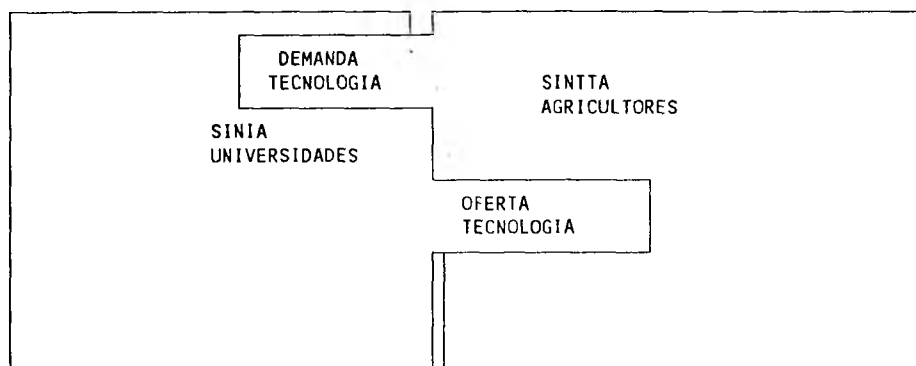 DEMANDA
TECNOLOGIA
SINTTA
AGRICULTORES
SINIA
UNIVERSIDADES
OFERTA
TECNOLOGIA